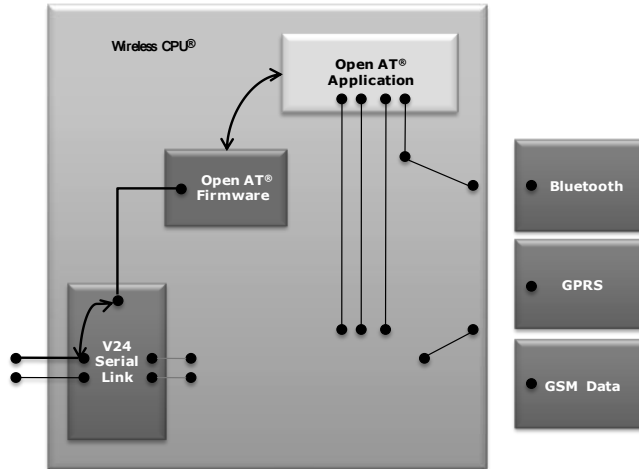 Wireless CPU®
Open AT®
Application
Open AT®
Firmware
V24
Serial
Link
Bluetooth
GPRS
GSM Data